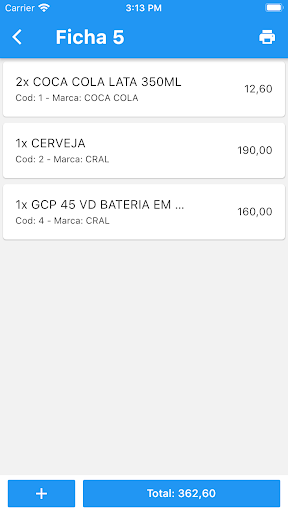 Carrier 3:13 PM
Ficha 5
2x COCA COLA LATA 350ML
12,60
Cod: 1 - Marca: COCA COLA
1x CERVEJA
190,00
Cod: 2 - Marca: CRAL
1x GCP 45 VD BATERIA EM ...
160,00
Cod: 4 - Marca: CRAL
+
Total: 362,60